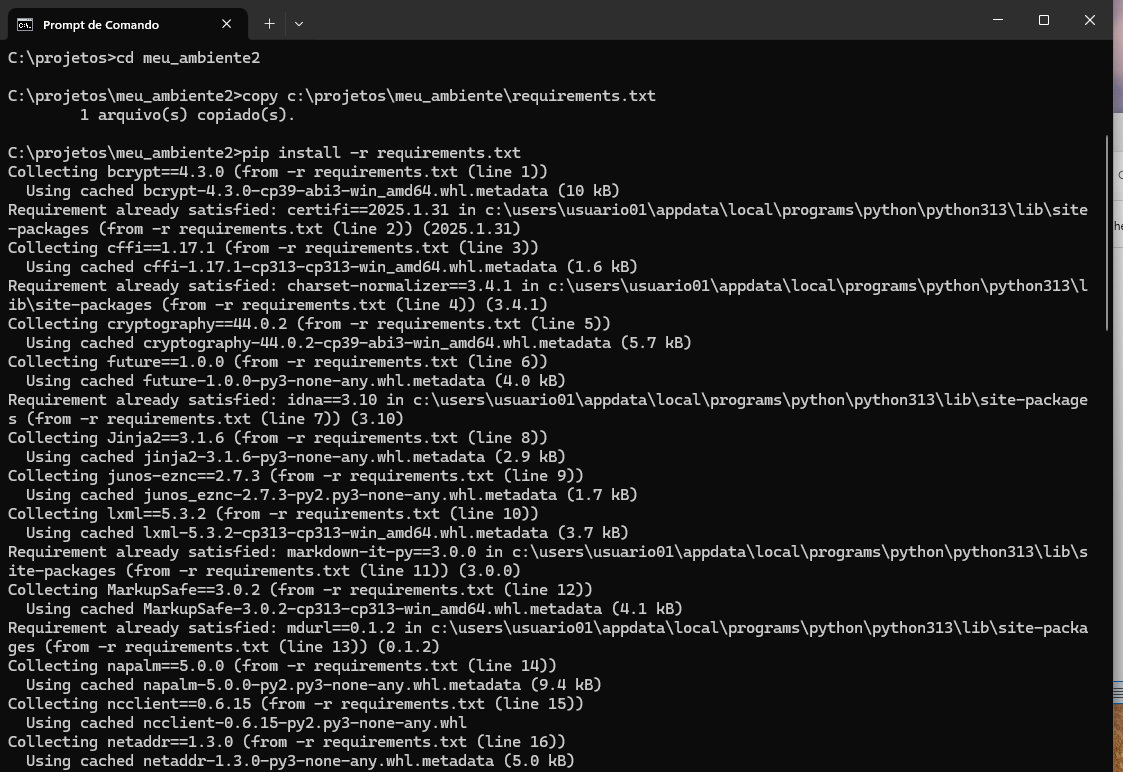 Prompt de Comando
C:\projetos>cd meu_ambiente2
C:\projetos\meu_ambiente2>copy c:\projetos\meu_ambiente\requirements.txt
1 arquivo(s) copiado(s).
C:\projetos\meu_ambiente2>pip install -r requirements.txt
Collecting bcrypt==4.3.0 (from -r requirements.txt (line 1))
Using cached bcrypt-4.3.0-cp39-abi3-win_amd64.whl.metadata (10 kB)
Requirement already satisfied: certifi==2025.1.31 in c:\users\usuario01\appdata\local\programs\python\python313\lib\site
-packages (from -r requirements.txt (line 2)) (2025.1.31)
Collecting cffi==1.17.1 (from -r requirements.txt (line 3))
Using cached cffi-1.17.1-cp313-cp313-win_amd64.whl.metadata (1.6 kB)
Requirement already satisfied: charset-normalizer==3.4.1 in c:\users\usuario01\appdata\local\programs\python\python313\l
ib\site-packages (from -r requirements.txt (line 4)) (3.4.1)
Collecting cryptography==44.0.2 (from -r requirements.txt (line 5))
Using cached cryptography-44.0.2-cp39-abi3-win_amd64.whl.metadata (5.7 kB)
Collecting future==1.0.0 (from -r requirements.txt (line 6))
Using cached future-1.0.0-py3-none-any.whl.metadata (4.0 kB)
Requirement already satisfied: idna==3.10 in c:\users\usuario01\appdata\local\programs\python\python313\lib\site-package
s (from -r requirements.txt (line 7)) (3.10)
Collecting Jinja2==3.1.6 (from -r requirements.txt (line 8))
Using cached jinja2-3.1.6-py3-none-any.whl.metadata (2.9 kB)
Collecting junos-eznc==2.7.3 (from -r requirements.txt (line 9))
Using cached junos_eznc-2.7.3-py2.py3-none-any.whl.metadata (1.7 kB)
Collecting lxml==5.3.2 (from -r requirements.txt (line 10))
Using cached lxml-5.3.2-cp313-cp313-win_amd64.whl.metadata (3.7 kB)
Requirement already satisfied: markdown-it-py==3.0.0 in c:\users\usuario01\appdata\local\programs\python\python313\lib\s
ite-packages (from -r requirements.txt (line 11)) (3.0.0)
Collecting MarkupSafe==3.0.2 (from -r requirements.txt (line 12))
Using cached MarkupSafe-3.0.2-cp313-cp313-win_amd64.whl.metadata (4.1 kB)
Requirement already satisfied: mdurl==0.1.2 in c:\users\usuario01\appdata\local\programs\python\python313\lib\site-packa
ges (from -r requirements.txt (line 13)) (0.1.2)
Collecting napalm==5.0.0 (from -r requirements.txt (line 14))
Using cached napalm-5.0.0-py2.py3-none-any.whl.metadata (9.4 kB)
Collecting ncclient==0.6.15 (from -r requirements.txt (line 15))
Using cached ncclient-0.6.15-py2.py3-none-any.whl
Collecting netaddr==1.3.0 (from -r requirements.txt (line 16))
Using cached netaddr-1.3.0-py3-none-any.whl.metadata (5.0 kB)